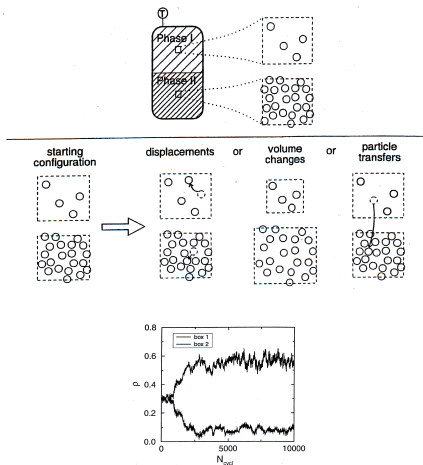 T
Phase I
Phase II
starting configuration
displacements
or
volume changes
or
particle transfers
0.8
0.6
0.4
0.2
0.0
ρ
box 1
box 2
0
5000
10000
N_cycl